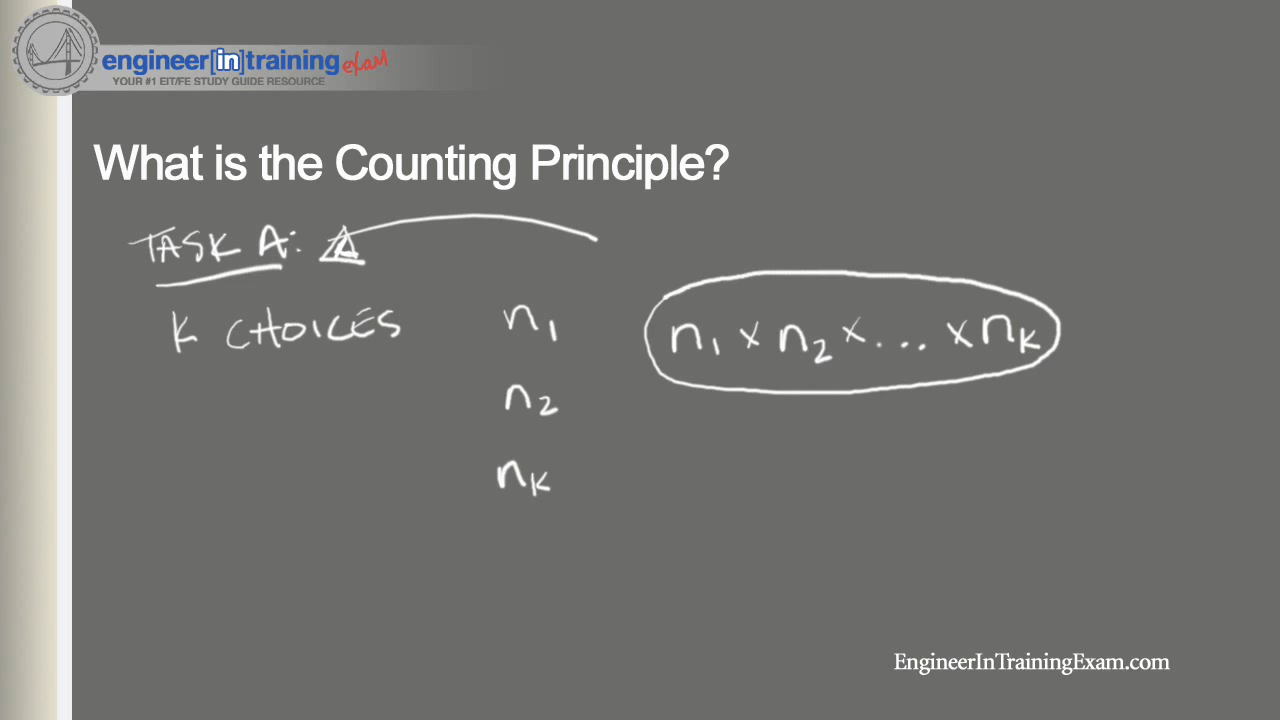 engineer[in]training exam
YOUR #1 EIT/FE STUDY GUIDE RESOURCE
What is the Counting Principle?
TASK A: A
K CHOICES n₁ n₁ x n₂ x . . . x nₖ
n₂
nₖ
EngineerInTrainingExam.com